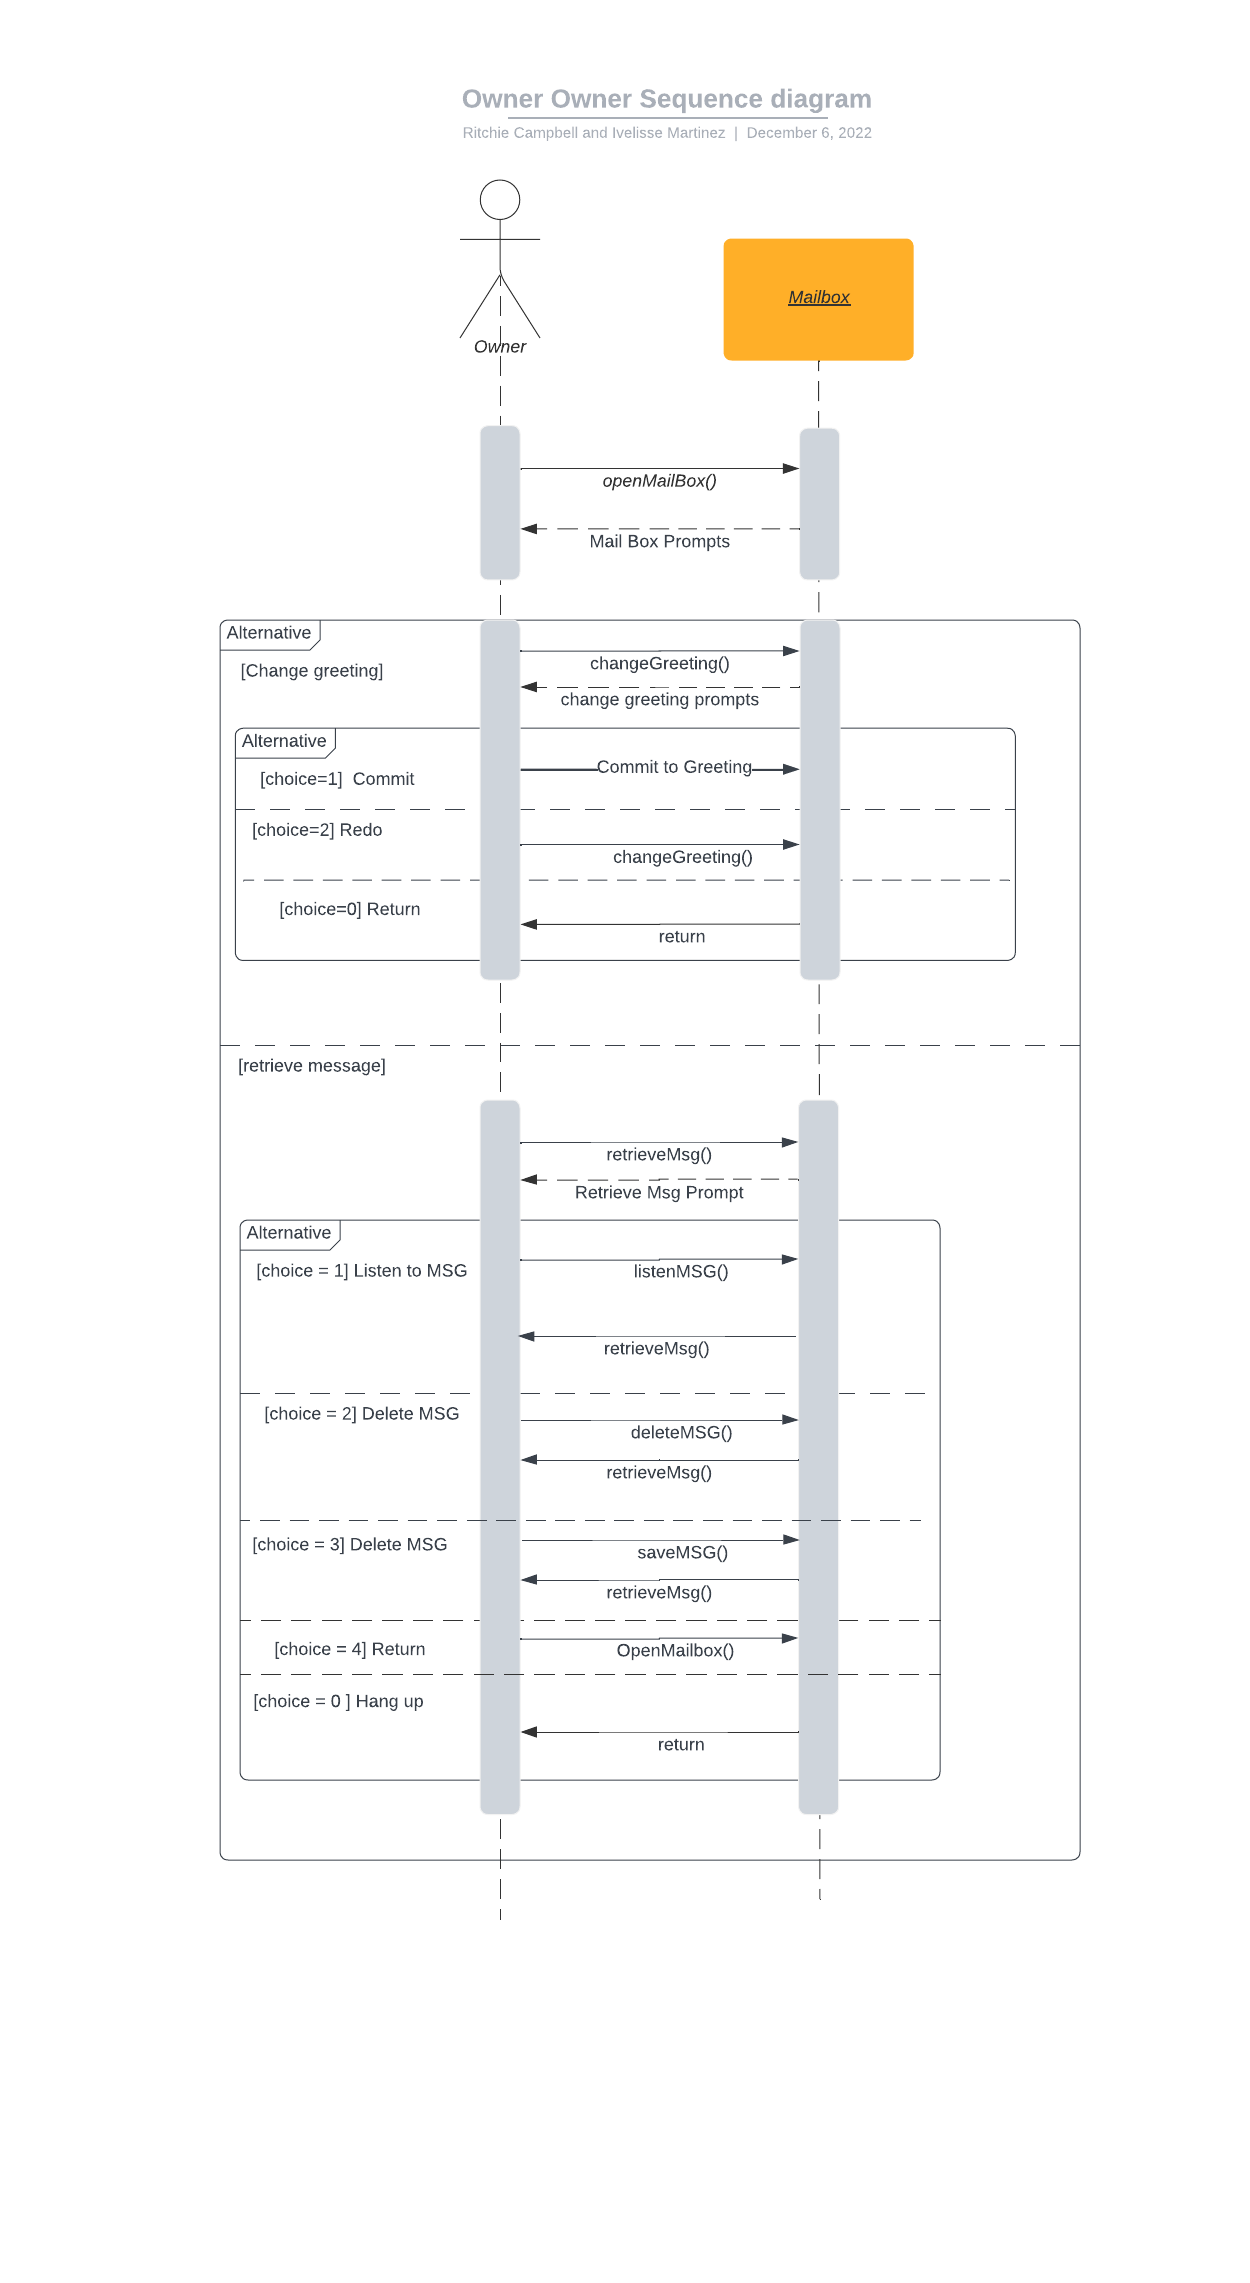 Owner Owner Sequence diagram
Ritchie Campbell and Ivelisse Martinez | December 6, 2022
Mailbox
Owner
openMailBox()
Mail Box Prompts
Alternative
changeGreeting()
[Change greeting]
change greeting prompts
Alternative
Commit to Greeting
[choice=1] Commit
[choice=2] Redo
changeGreeting()
[choice=0] Return
return
[retrieve message]
retrieveMsg()
Retrieve Msg Prompt
Alternative
[choice = 1] Listen to MSG
listenMSG()
retrieveMsg()
[choice = 2] Delete MSG
deleteMSG()
retrieveMsg()
[choice = 3] Delete MSG
saveMSG()
retrieveMsg()
[choice = 4] Return
OpenMailbox()
[choice = 0 ] Hang up
return